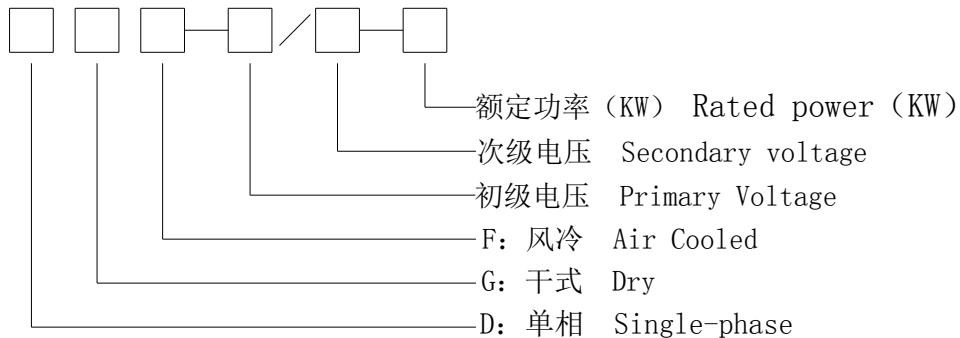 额定功率（KW） Rated power（KW）
次级电压 Secondary voltage
初级电压 Primary Voltage
F：风冷 Air Cooled
G：干式 Dry
D：单相 Single-phase